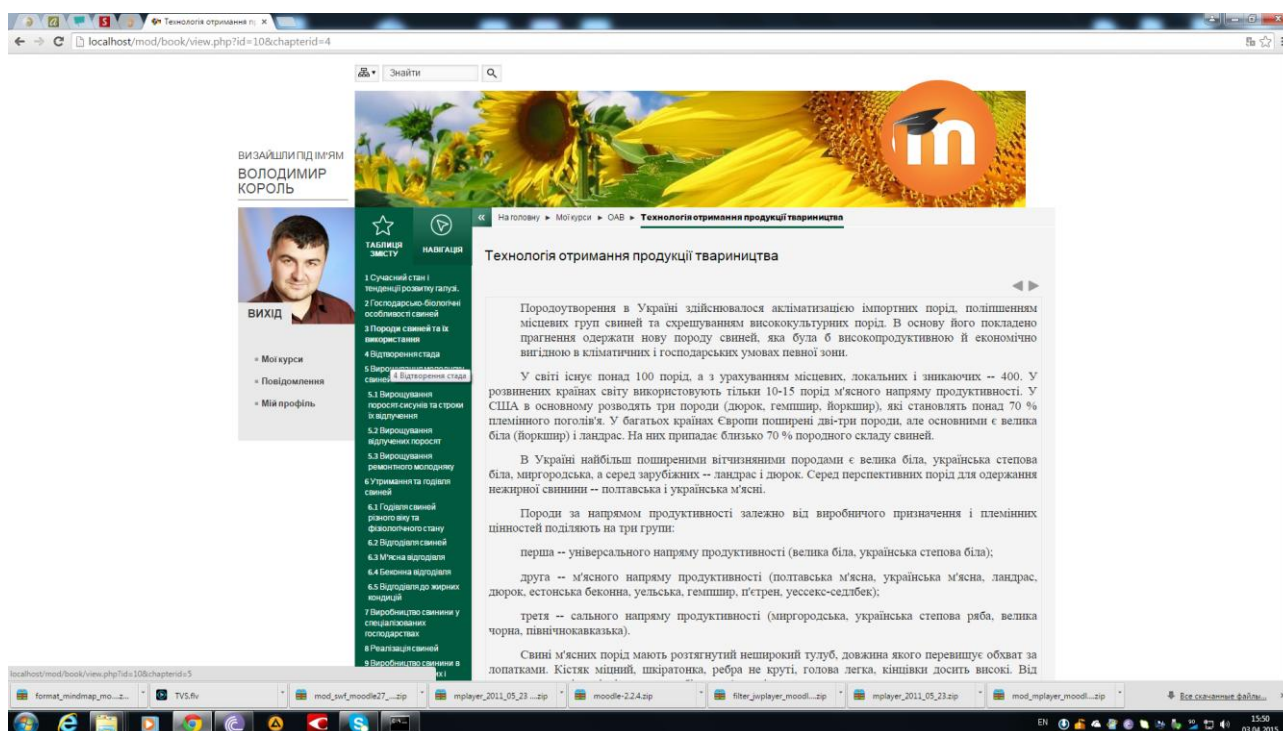 Технологія отримання п
localhost/mod/book/view.php?id=10&chapterid=4
Знайти
ВИ ЗАЙШЛИ ПІД ІМ'ЯМ
ВОЛОДИМИР
КОРОЛЬ
ВИХІД
Мої курси
Повідомлення
Мій профіль
ТАБЛИЦЯ
ЗМІСТУ
НАВІГАЦІЯ
1 Сучасний стан і
тенденції розвитку галузі.
2 Господарсько-біологічні
особливості свиней
3 Породи свиней та їх
використання
4 Відтворення стада
5 Вирощування молодняку
свиней
4 Відтворення стада
5.1 Вирощування
поросят-сисунів та строки
їх відлучення
5.2 Вирощування
відлучених поросят
5.3 Вирощування
ремонтного молодняку
6 Утримання та годівля
свиней
6.1 Годівля свиней
різного віку та
фізіологічного стану
6.2 Відгодівля свиней
6.3 М'ясна відгодівля
6.4 Беконна відгодівля
6.5 Відгодівля до жирних
кондицій
7 Виробництво свинини у
спеціалізованих
господарствах
8 Реалізація свиней
9 Виробництво свинини в
« На головну ► Мої курси ► ОАВ ► Технологія отримання продукції тваринництва
Технологія отримання продукції тваринництва
Породоутворення в Україні здійснювалося акліматизацією імпортних порід, поліпшенням
місцевих груп свиней та схрещуванням висококультурних порід. В основу його покладено
прагнення одержати нову породу свиней, яка була б високопродуктивною й економічно
вигідною в кліматичних і господарських умовах певної зони.
У світі існує понад 100 порід, а з урахуванням місцевих, локальних і зникаючих -- 400. У
розвинених країнах світу використовують тільки 10-15 порід м'ясного напряму продуктивності. У
США в основному розводять три породи (дюрок, гемпшир, йоркшир), які становлять понад 70 %
племінного поголів'я. У багатьох країнах Європи поширені дві-три породи, але основними є велика
біла (йоркшир) і ландрас. На них припадає близько 70 % породного складу свиней.
В Україні найбільш поширеними вітчизняними породами є велика біла, українська степова
біла, миргородська, а серед зарубіжних -- ландрас і дюрок. Серед перспективних порід для одержання
нежирної свинини -- полтавська і українська м'ясні.
Породи за напрямом продуктивності залежно від виробничого призначення і племінних
цінностей поділяють на три групи:
перша -- універсального напряму продуктивності (велика біла, українська степова біла);
друга -- м'ясного напряму продуктивності (полтавська м'ясна, українська м'ясна, ландрас,
дюрок, естонська беконна, уельська, гемпшир, п'єтрен, уессекс-седлбек);
третя -- сального напряму продуктивності (миргородська, українська степова ряба, велика
чорна, північнокавказька).
Свині м'ясних порід мають розтягнутий неширокий тулуб, довжина якого перевищує обхват за
лопатками. Кістяк міцний, шкіра тонка, ребра не круті, голова легка, кінцівки досить високі. Від
localhost/mod/book/view.php?id=10&chapterid=5
format_mindmap_mo...z...
TVS.flv
mod_swf_moodle27_....zip
mplayer_2011_05_23 ....zip
moodle-2.2.4.zip
filter_jwplayer_moodl....zip
mplayer_2011_05_23.zip
mod_mplayer_moodl....zip
Все скачанные файлы...
EN
15:50
03.04.2015